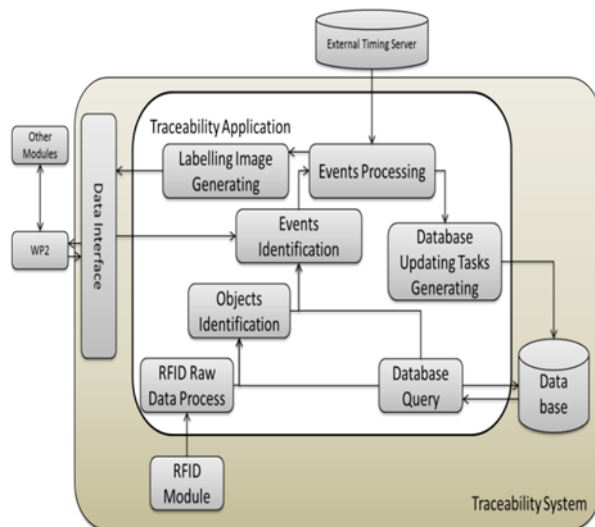 External Timing Server
Traceability Application
Other
Modules
Labelling Image
Generating
Events Processing
Data Interface
WP2
Events
Identification
Database
Updating Tasks
Generating
Objects
Identification
RFID Raw
Data Process
Database
Query
Data
base
RFID
Module
Traceability System